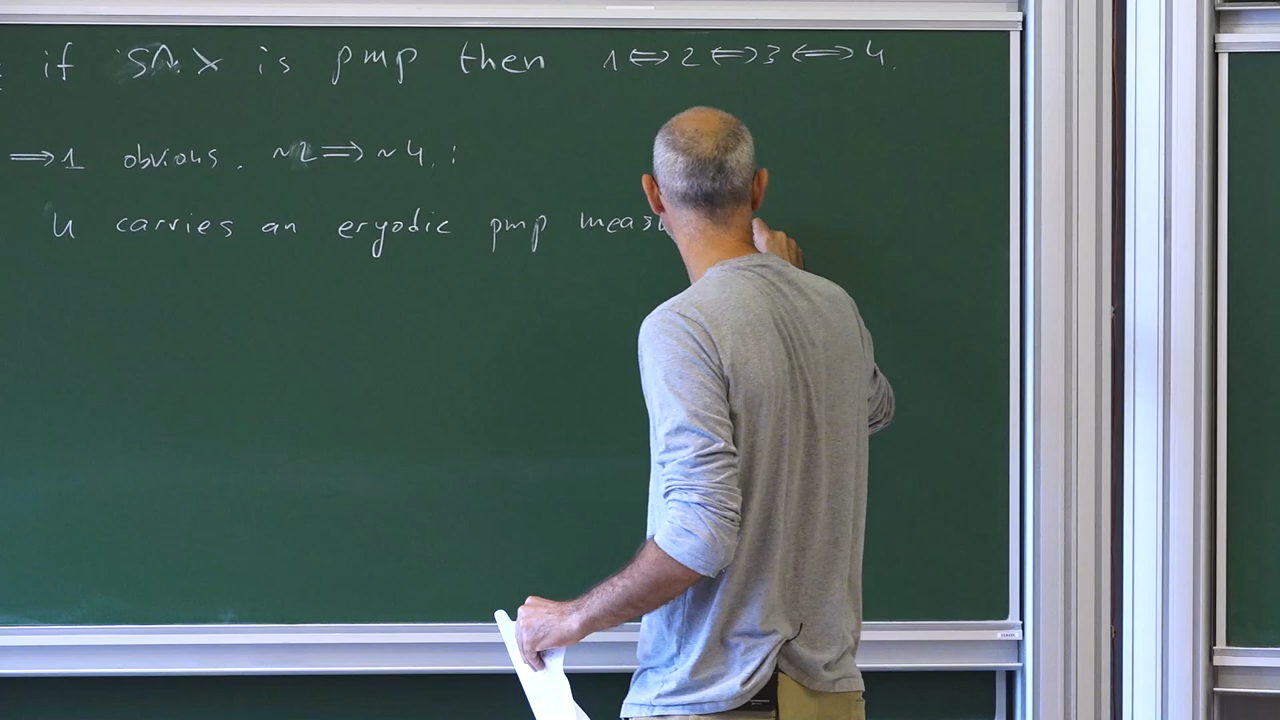 if S↷X is pmp then 1 ⟺ 2 ⟺ 3 ⟺ 4.
⟹ 1 obvious. ~2 ⟹ ~4. :
U carries an ergodic pmp meas